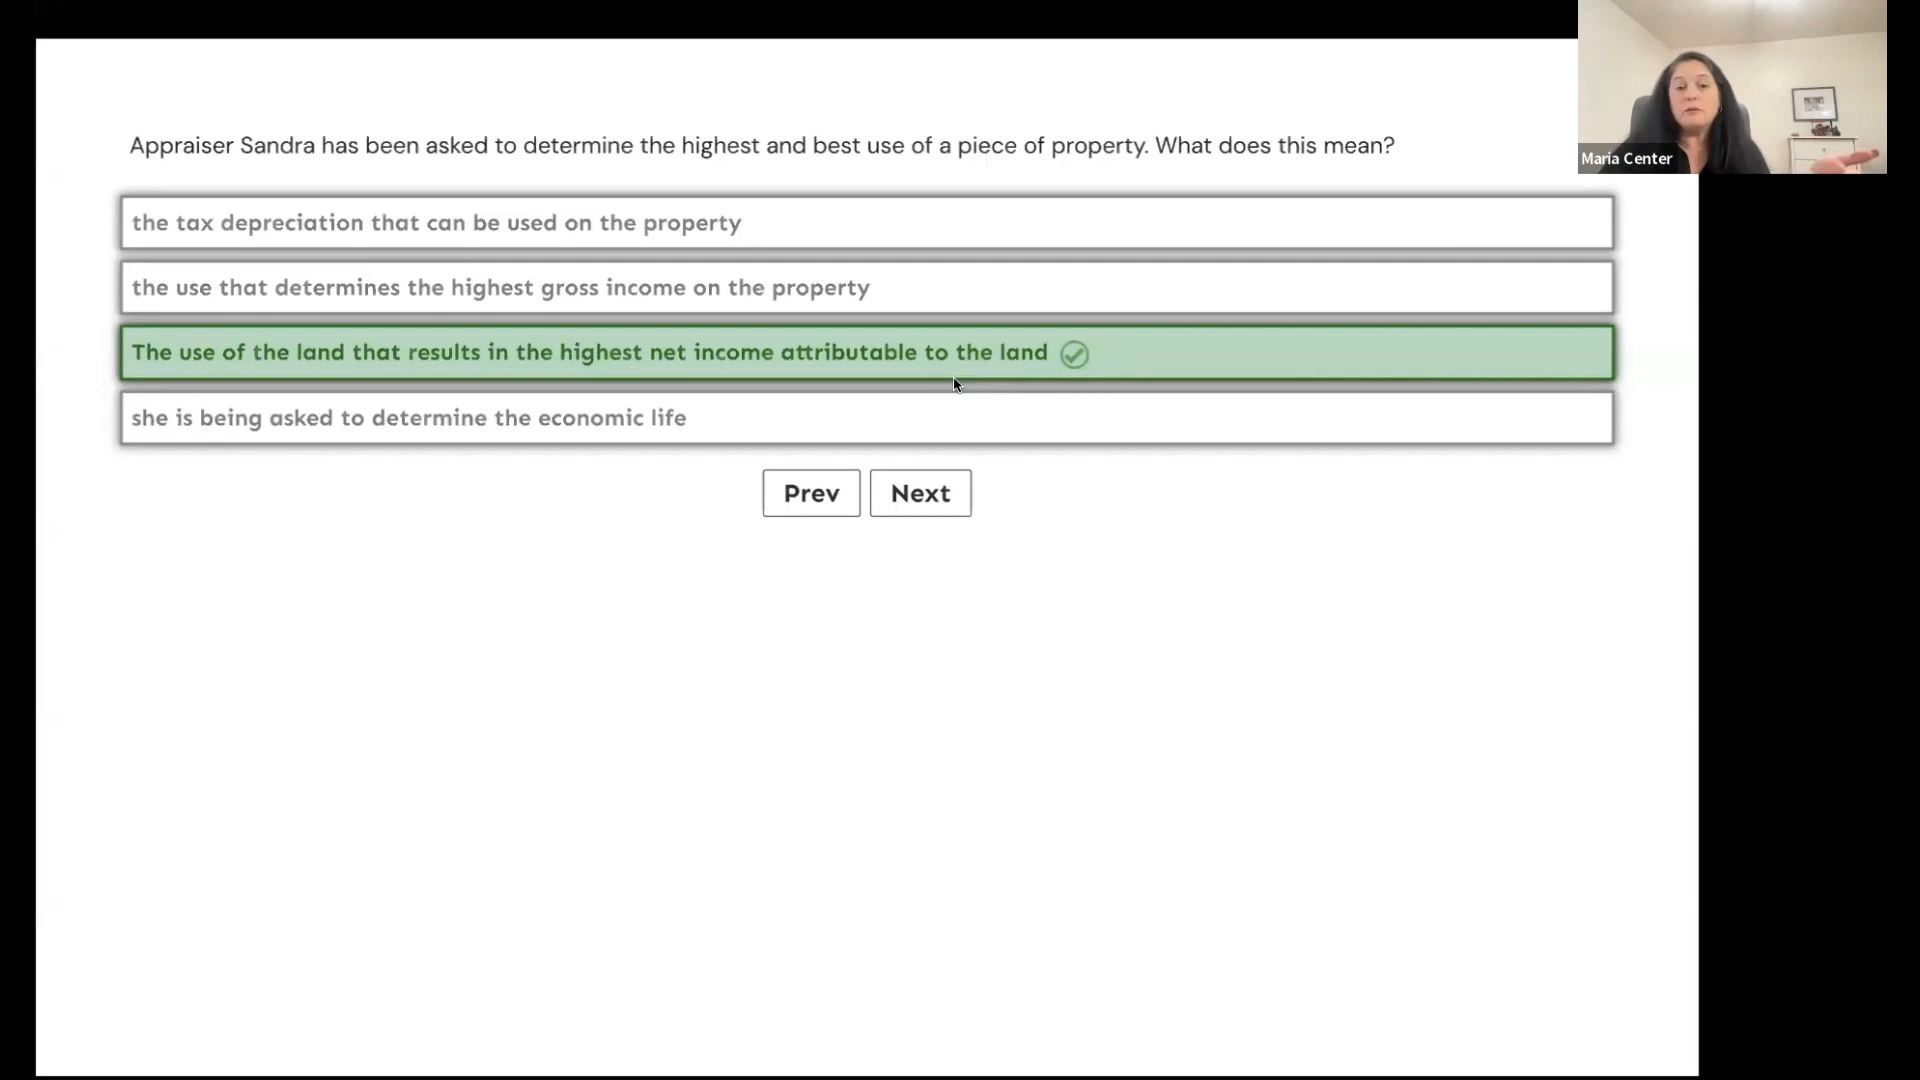 Appraiser Sandra has been asked to determine the highest and best use of a piece of property. What does this mean?
Maria Center
the tax depreciation that can be used on the property
the use that determines the highest gross income on the property
The use of the land that results in the highest net income attributable to the land
she is being asked to determine the economic life
Prev
Next